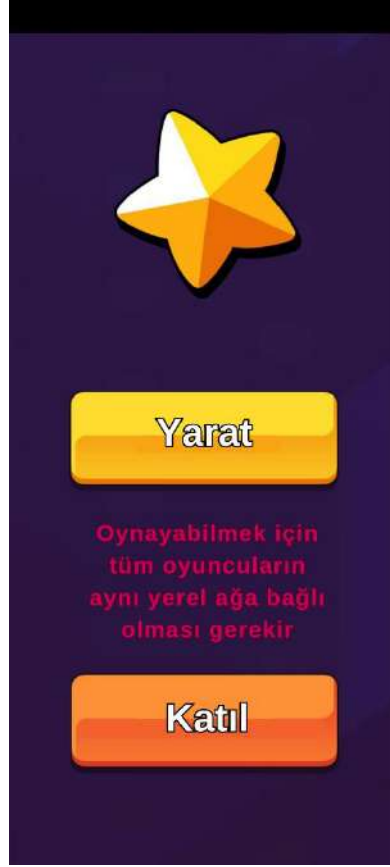 Yarat
Oynayabilmek için
tüm oyuncuların
aynı yerel ağa bağlı
olması gerekir
Katıl